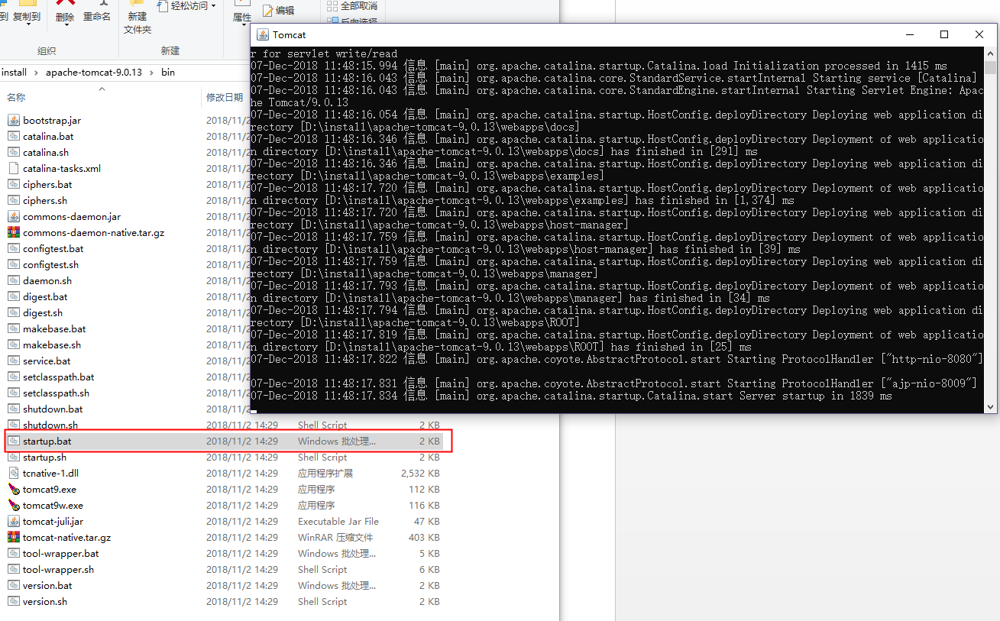 到 复制到 删除 重命名 新建 文件夹 轻松访问 属性 编辑 全部取消
反向选择
组织 新建
install › apache-tomcat-9.0.13 › bin
名称 修改日期
bootstrap.jar 2018/11/2
catalina.bat 2018/11/2
catalina.sh 2018/11/2
catalina-tasks.xml 2018/11/2
ciphers.bat 2018/11/2
ciphers.sh 2018/11/2
commons-daemon.jar 2018/11/2
commons-daemon-native.tar.gz 2018/11/2
configtest.bat 2018/11/2
configtest.sh 2018/11/2
daemon.sh 2018/11/2
digest.bat 2018/11/2
digest.sh 2018/11/2
makebase.bat 2018/11/2
makebase.sh 2018/11/2
service.bat 2018/11/2
setclasspath.bat 2018/11/2
setclasspath.sh 2018/11/2
shutdown.bat 2018/11/2
shutdown.sh 2018/11/2 14:29 Shell Script 2 KB
startup.bat 2018/11/2 14:29 Windows 批处理... 2 KB
startup.sh 2018/11/2 14:29 Shell Script 2 KB
tcnative-1.dll 2018/11/2 14:29 应用程序扩展 2,532 KB
tomcat9.exe 2018/11/2 14:29 应用程序 112 KB
tomcat9w.exe 2018/11/2 14:29 应用程序 116 KB
tomcat-juli.jar 2018/11/2 14:29 Executable Jar File 47 KB
tomcat-native.tar.gz 2018/11/2 14:29 WinRAR 压缩文件 403 KB
tool-wrapper.bat 2018/11/2 14:29 Windows 批处理... 5 KB
tool-wrapper.sh 2018/11/2 14:29 Shell Script 6 KB
version.bat 2018/11/2 14:29 Windows 批处理... 2 KB
version.sh 2018/11/2 14:29 Shell Script 2 KB
Tomcat
r for servlet write/read
07-Dec-2018 11:48:15.994 信息 [main] org.apache.catalina.startup.Catalina.load Initialization processed in 1415 ms
07-Dec-2018 11:48:16.043 信息 [main] org.apache.catalina.core.StandardService.startInternal Starting service [Catalina]
07-Dec-2018 11:48:16.043 信息 [main] org.apache.catalina.core.StandardEngine.startInternal Starting Servlet Engine: Apac
he Tomcat/9.0.13
07-Dec-2018 11:48:16.054 信息 [main] org.apache.catalina.startup.HostConfig.deployDirectory Deploying web application di
rectory [D:\install\apache-tomcat-9.0.13\webapps\docs]
07-Dec-2018 11:48:16.346 信息 [main] org.apache.catalina.startup.HostConfig.deployDirectory Deployment of web applicatio
n directory [D:\install\apache-tomcat-9.0.13\webapps\docs] has finished in [291] ms
07-Dec-2018 11:48:16.346 信息 [main] org.apache.catalina.startup.HostConfig.deployDirectory Deploying web application di
rectory [D:\install\apache-tomcat-9.0.13\webapps\examples]
07-Dec-2018 11:48:17.720 信息 [main] org.apache.catalina.startup.HostConfig.deployDirectory Deployment of web applicatio
n directory [D:\install\apache-tomcat-9.0.13\webapps\examples] has finished in [1,374] ms
07-Dec-2018 11:48:17.720 信息 [main] org.apache.catalina.startup.HostConfig.deployDirectory Deploying web application di
rectory [D:\install\apache-tomcat-9.0.13\webapps\host-manager]
07-Dec-2018 11:48:17.759 信息 [main] org.apache.catalina.startup.HostConfig.deployDirectory Deployment of web applicatio
n directory [D:\install\apache-tomcat-9.0.13\webapps\host-manager] has finished in [39] ms
07-Dec-2018 11:48:17.759 信息 [main] org.apache.catalina.startup.HostConfig.deployDirectory Deploying web application di
rectory [D:\install\apache-tomcat-9.0.13\webapps\manager]
07-Dec-2018 11:48:17.793 信息 [main] org.apache.catalina.startup.HostConfig.deployDirectory Deployment of web applicatio
n directory [D:\install\apache-tomcat-9.0.13\webapps\manager] has finished in [34] ms
07-Dec-2018 11:48:17.794 信息 [main] org.apache.catalina.startup.HostConfig.deployDirectory Deploying web application di
rectory [D:\install\apache-tomcat-9.0.13\webapps\ROOT]
07-Dec-2018 11:48:17.819 信息 [main] org.apache.catalina.startup.HostConfig.deployDirectory Deployment of web applicatio
n directory [D:\install\apache-tomcat-9.0.13\webapps\ROOT] has finished in [25] ms
07-Dec-2018 11:48:17.822 信息 [main] org.apache.coyote.AbstractProtocol.start Starting ProtocolHandler ["http-nio-8080"]
07-Dec-2018 11:48:17.831 信息 [main] org.apache.coyote.AbstractProtocol.start Starting ProtocolHandler ["ajp-nio-8009"]
07-Dec-2018 11:48:17.834 信息 [main] org.apache.catalina.startup.Catalina.start Server startup in 1839 ms